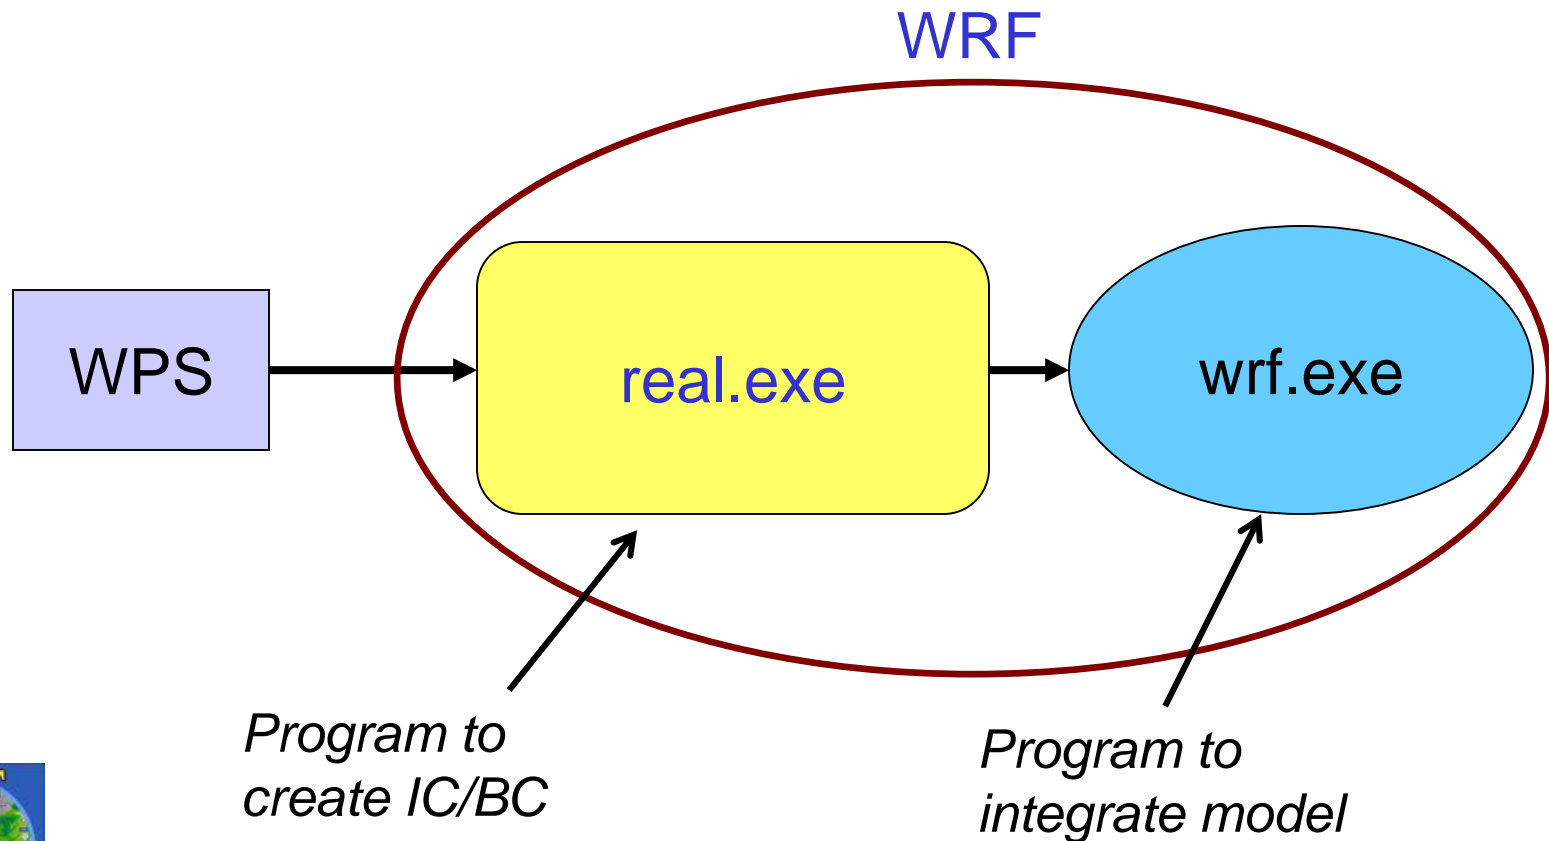 WRF
WPS
real.exe
wrf.exe
Program to
create IC/BC
Program to
integrate model